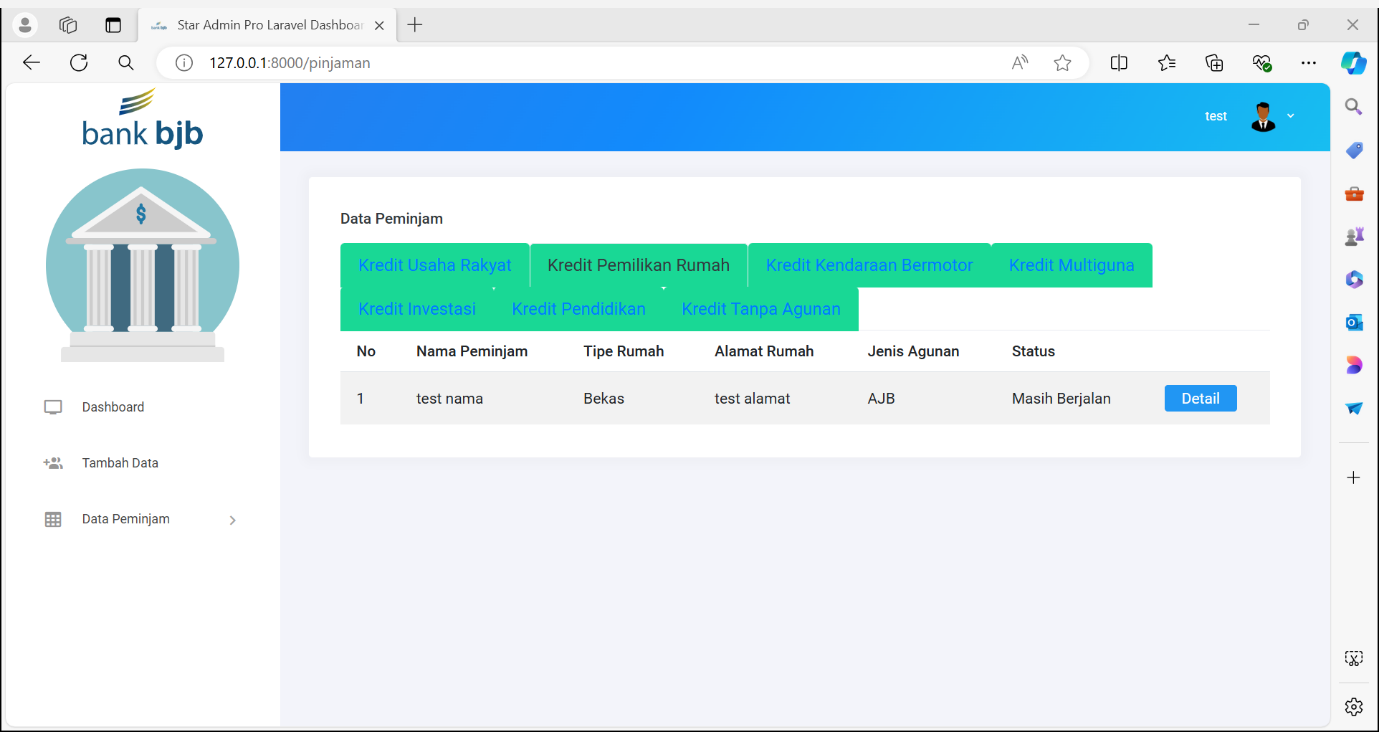 Star Admin Pro Laravel Dashboar
127.0.0.1:8000/pinjaman
bank bjb
test
$
Data Peminjam
Kredit Usaha Rakyat Kredit Pemilikan Rumah Kredit Kendaraan Bermotor Kredit Multiguna
Kredit Investasi Kredit Pendidikan Kredit Tanpa Agunan
No Nama Peminjam Tipe Rumah Alamat Rumah Jenis Agunan Status
1 test nama Bekas test alamat AJB Masih Berjalan Detail
Dashboard
Tambah Data
Data Peminjam